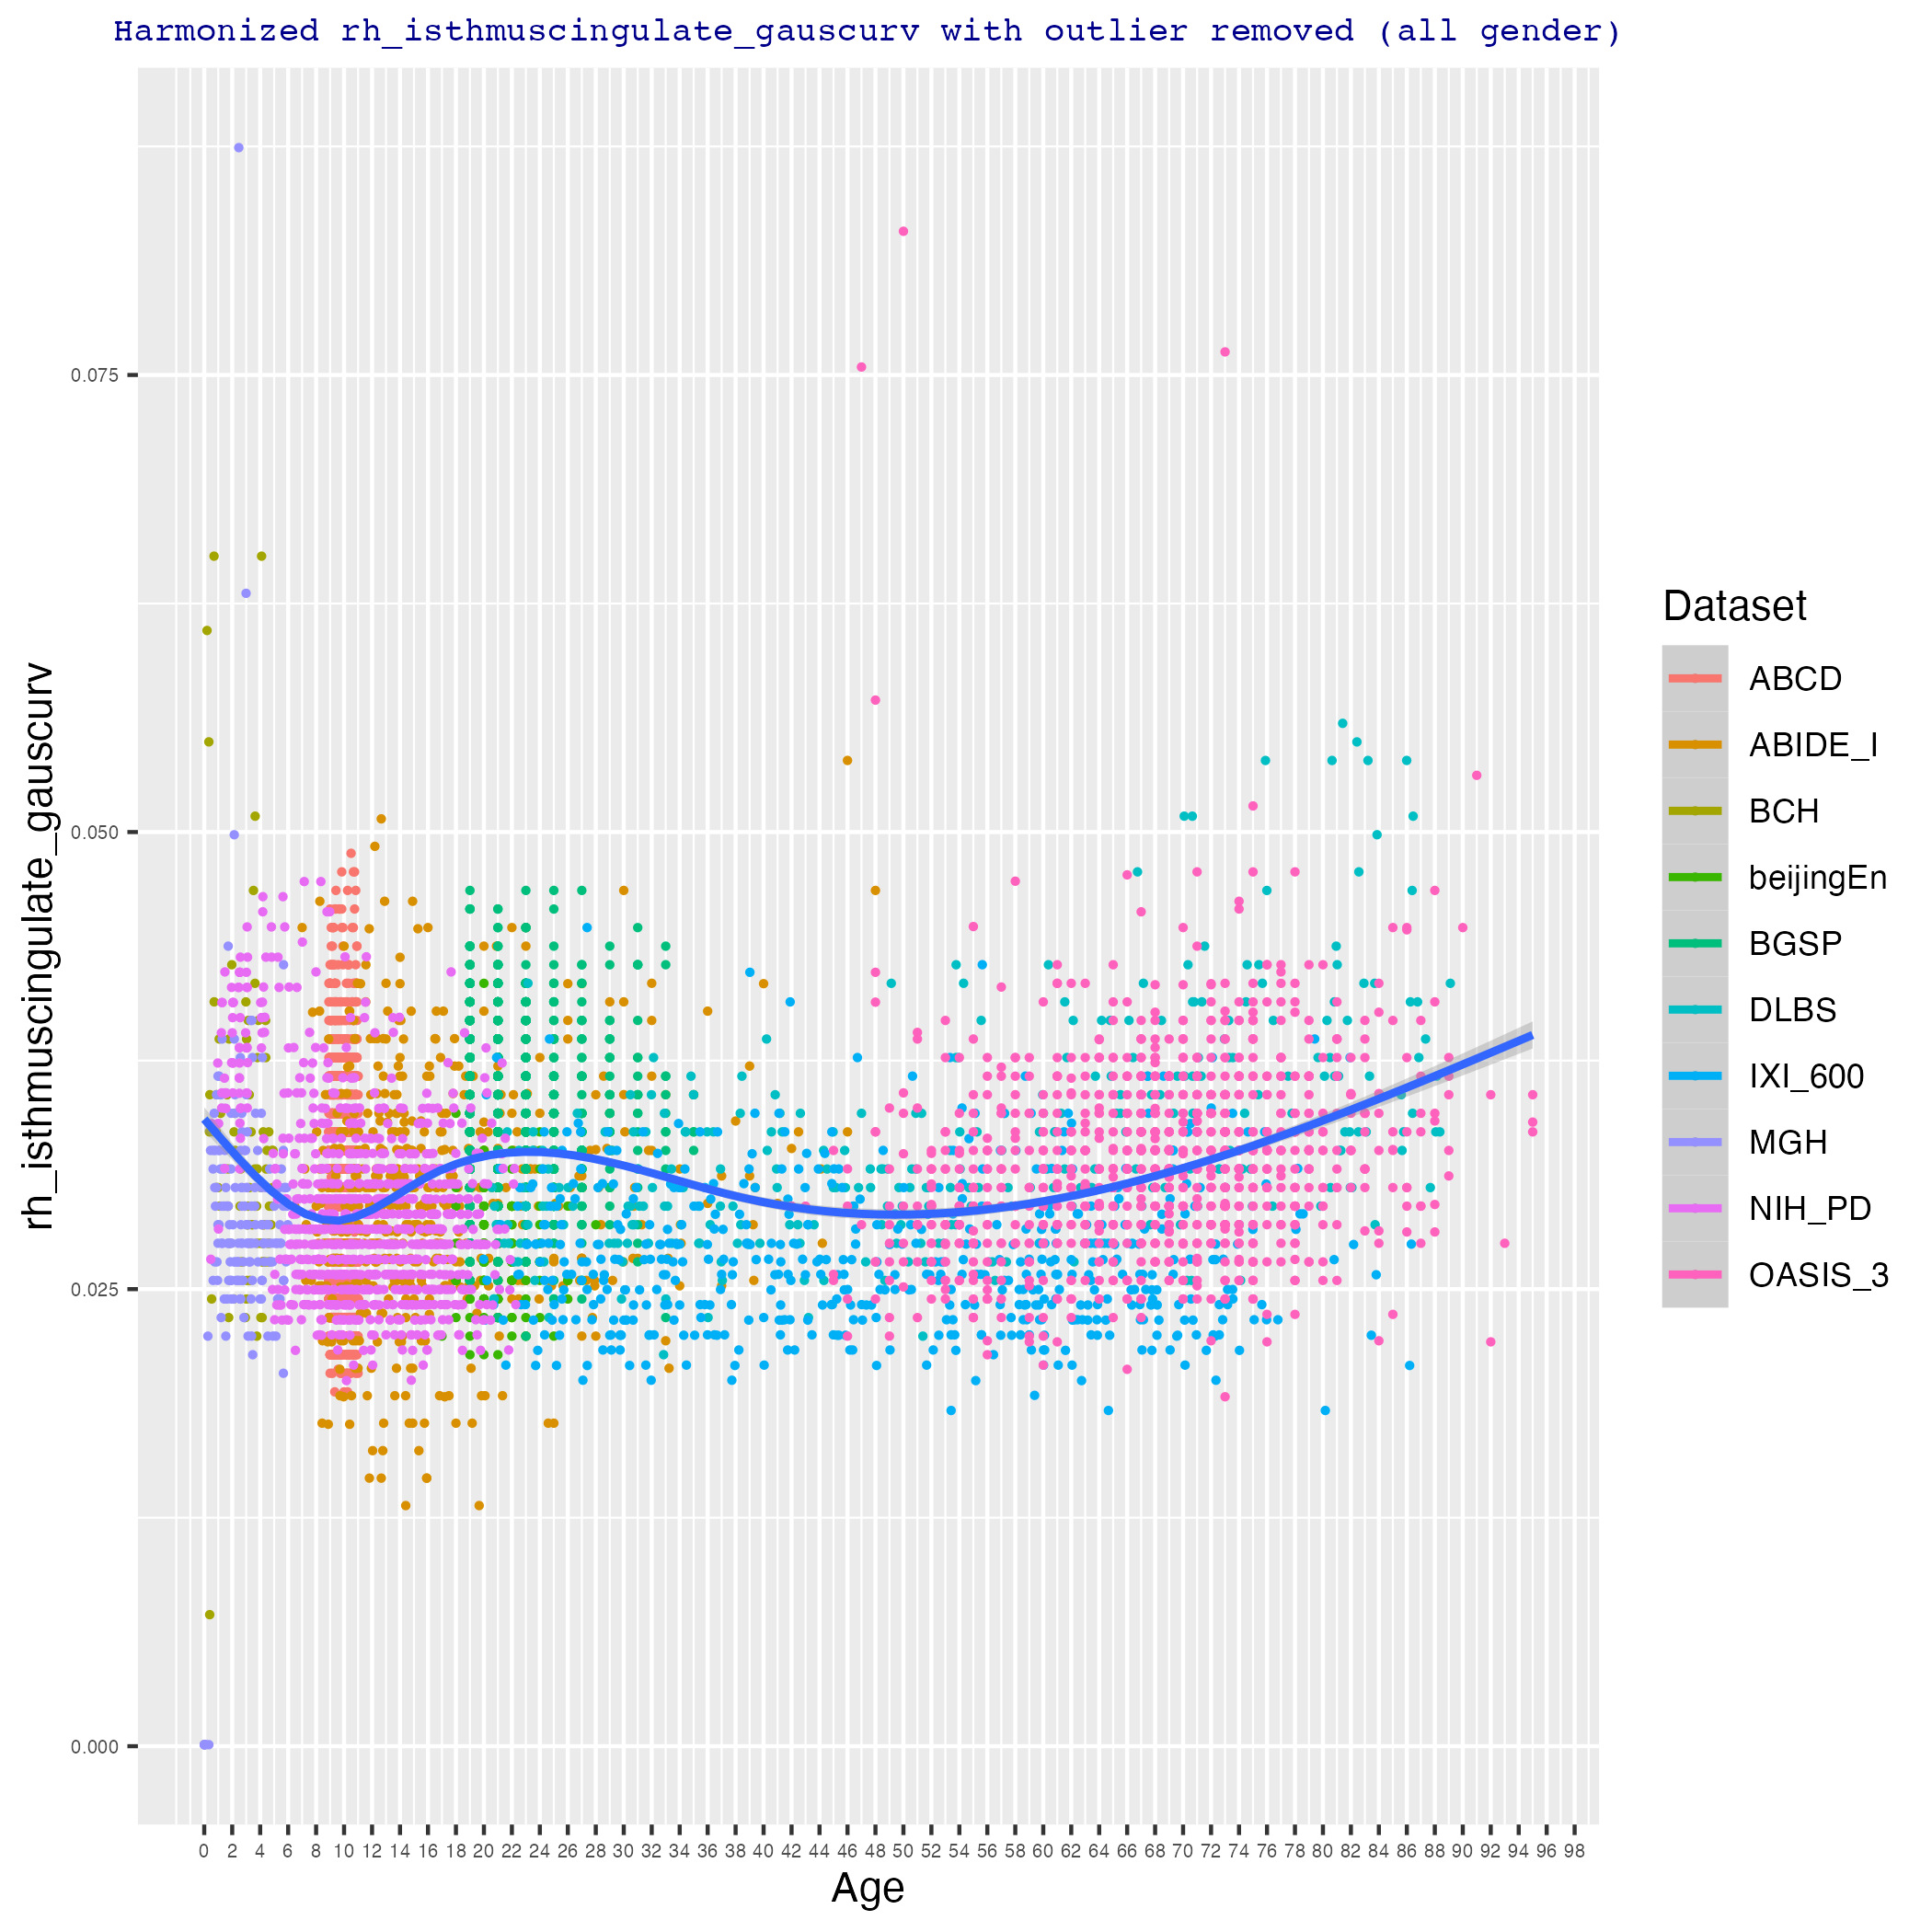 Harmonized rh_isthmuscingulate_gauscurv with outlier removed (all gender)
rh_isthmuscingulate_gauscurv
0.075
0.050
0.025
0.000
0 2 4 6 8 10 12 14 16 18 20 22 24 26 28 30 32 34 36 38 40 42 44 46 48 50 52 54 56 58 60 62 64 66 68 70 72 74 76 78 80 82 84 86 88 90 92 94 96 98
Age
Dataset
ABCD
ABIDE_I
BCH
beijingEn
BGSP
DLBS
IXI_600
MGH
NIH_PD
OASIS_3